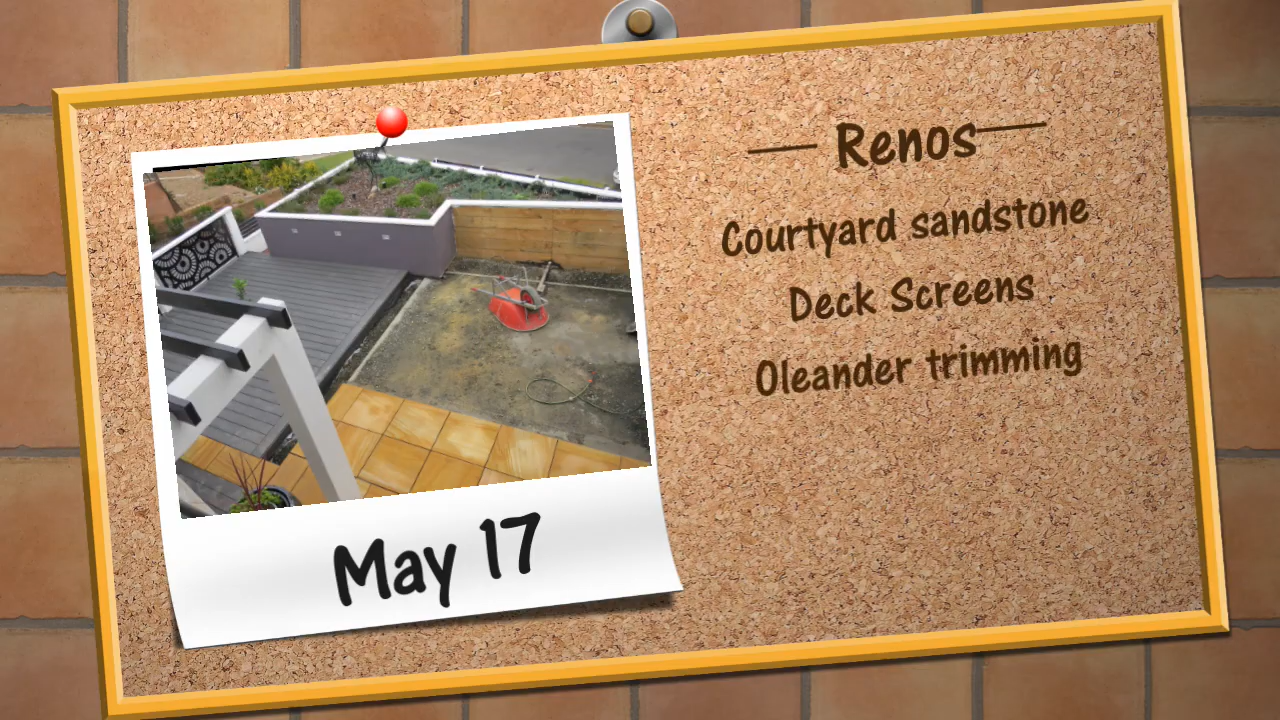 May 17
Renos
Courtyard sandstone
Deck Screens
Oleander trimming